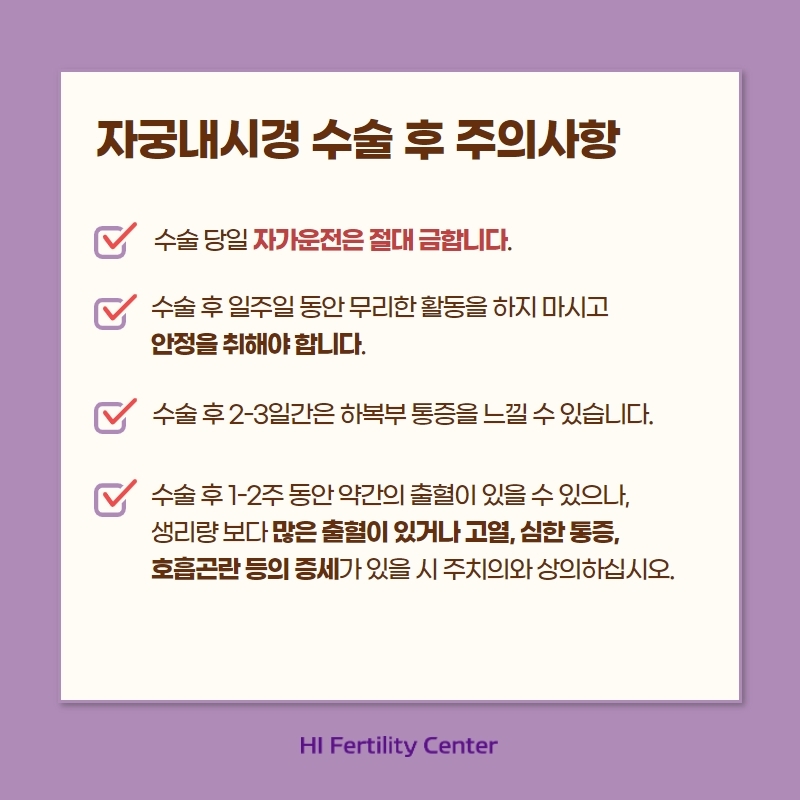 자궁내시경 수술 후 주의사항
수술 당일 자가운전은 절대 금합니다.
수술 후 일주일 동안 무리한 활동을 하지 마시고
안정을 취해야 합니다.
수술 후 2-3일간은 하복부 통증을 느낄 수 있습니다.
수술 후 1-2주 동안 약간의 출혈이 있을 수 있으나,
생리량 보다 많은 출혈이 있거나 고열, 심한 통증,
호흡곤란 등의 증세가 있을 시 주치의와 상의하십시오.
HI Fertility Center